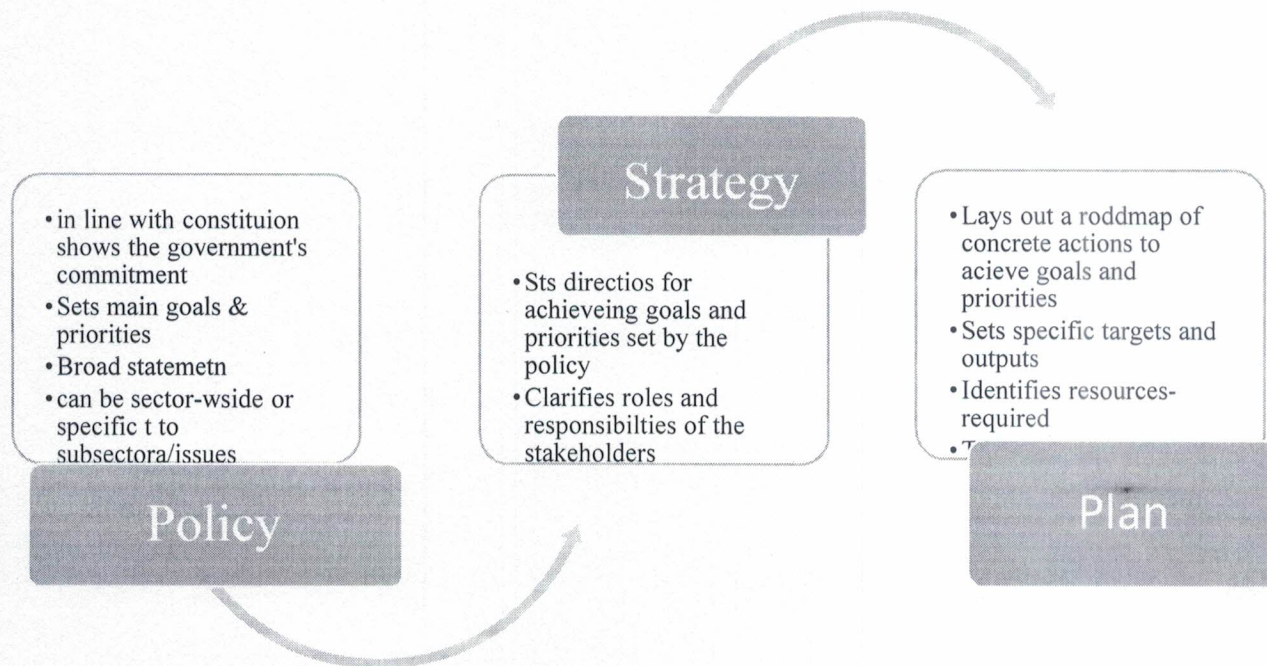 • in line with constituion
shows the government's
commitment
• Sets main goals &
priorities
• Broad statemetn
• can be sector-wside or
specific t to
subsectora/issues
Policy
Strategy
• Sts directios for
achieveing goals and
priorities set by the
policy
• Clarifies roles and
responsibilties of the
stakeholders
• Lays out a roddmap of
concrete actions to
acieve goals and
priorities
• Sets specific targets and
outputs
• Identifies resources-
required
Plan